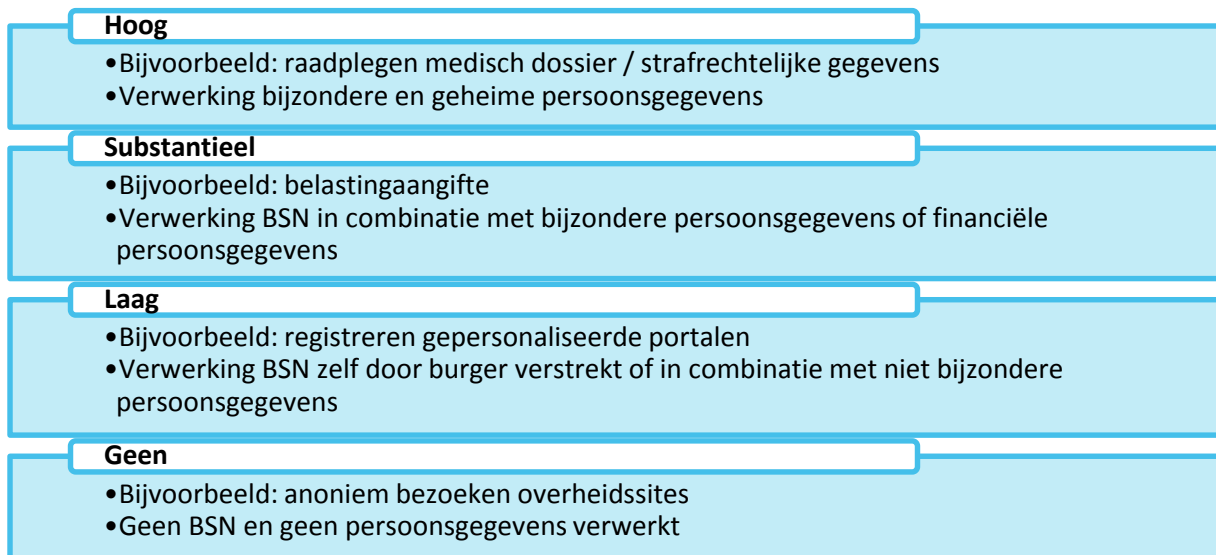 Hoog
•Bijvoorbeeld: raadplegen medisch dossier / strafrechtelijke gegevens
•Verwerking bijzondere en geheime persoonsgegevens
Substantieel
•Bijvoorbeeld: belastingaangifte
•Verwerking BSN in combinatie met bijzondere persoonsgegevens of financiële
persoonsgegevens
Laag
•Bijvoorbeeld: registreren gepersonaliseerde portalen
•Verwerking BSN zelf door burger verstrekt of in combinatie met niet bijzondere
persoonsgegevens
Geen
•Bijvoorbeeld: anoniem bezoeken overheidssites
•Geen BSN en geen persoonsgegevens verwerkt